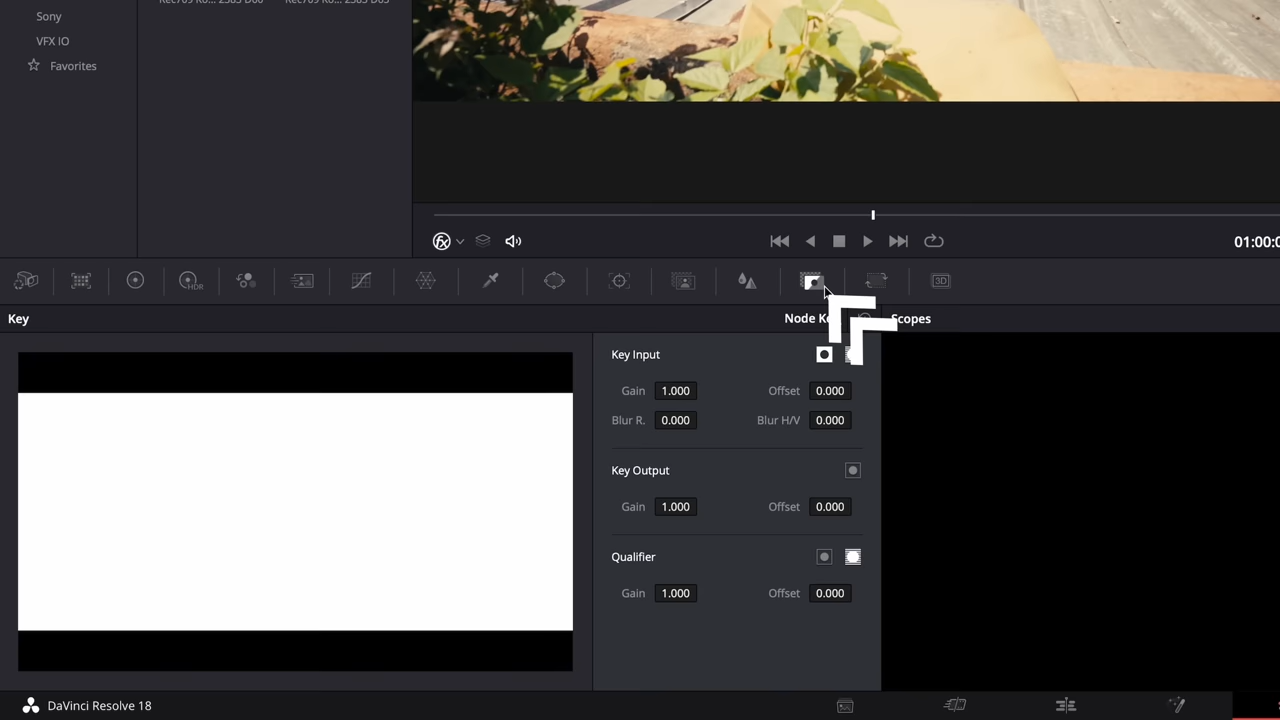 Sony
VFX IO
Favorites
01:00:0
HDR
3D
Key
Node Ke
Scopes
Key Input
Gain 1.000 Offset 0.000
Blur R. 0.000 Blur H/V 0.000
Key Output
Gain 1.000 Offset 0.000
Qualifier
Gain 1.000 Offset 0.000
DaVinci Resolve 18